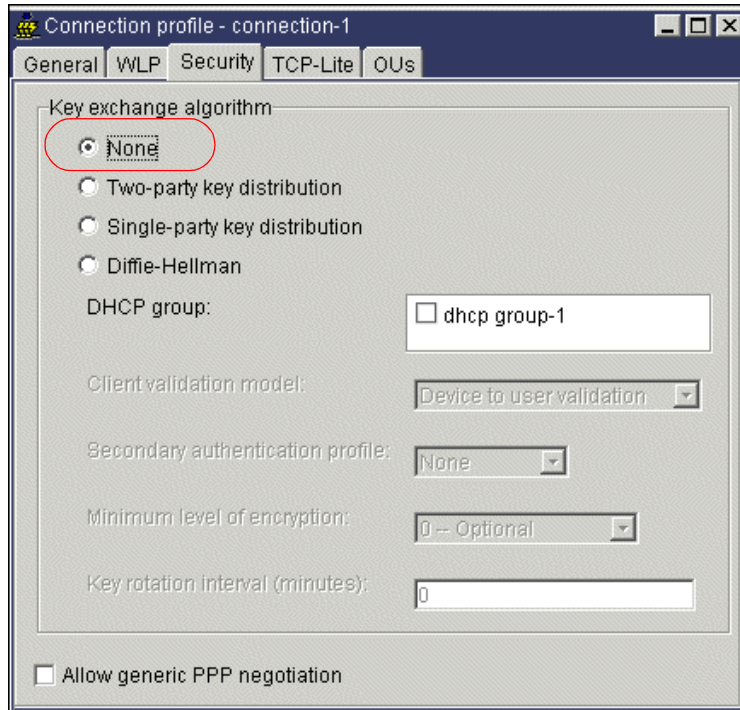 Connection profile - connection-1
General WLP Security TCP-Lite OUs
Key exchange algorithm
None
Two-party key distribution
Single-party key distribution
Diffie-Hellman
DHCP group:
dhcp group-1
Client validation model:
Device to user validation
Secondary authentication profile:
None
Minimum level of encryption:
0 -- Optional
Key rotation interval (minutes):
0
Allow generic PPP negotiation